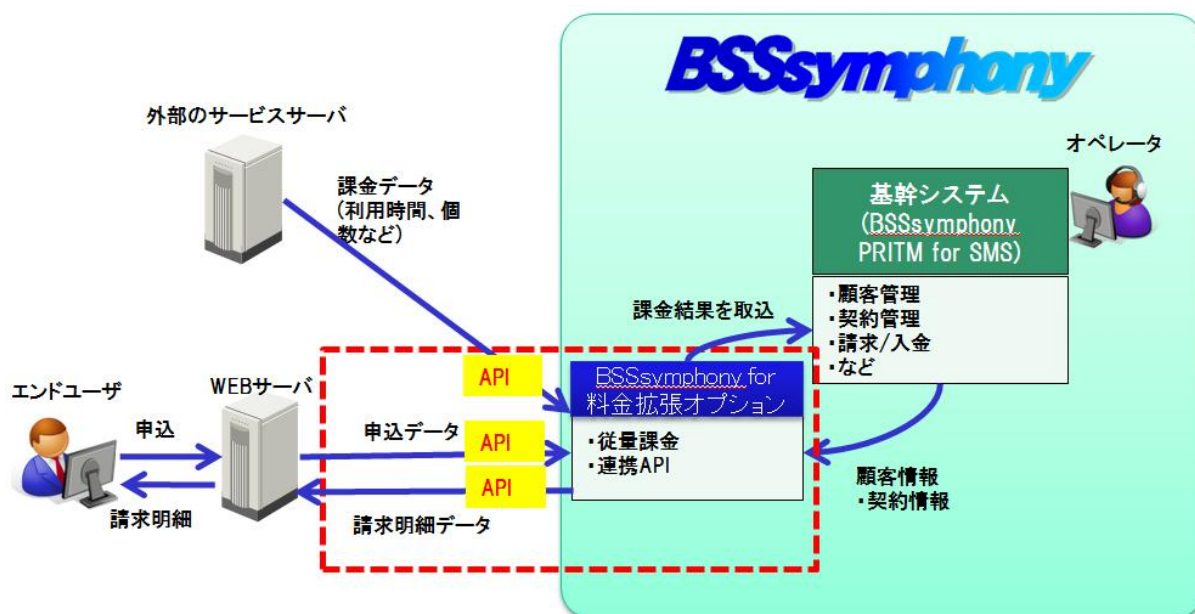 BSSsymphony
外部のサービスサーバ
課金データ
(利用時間、個
数など)
オペレータ
基幹システム
(BSSsymphony
PRITM for SMS)
・顧客管理
・契約管理
・請求/入金
・など
課金結果を取込
API
BSSsymphony for
料金拡張オプション
・従量課金
・連携API
エンドユーザ
WEBサーバ
申込
申込データ
API
API
請求明細
請求明細データ
顧客情報
・契約情報